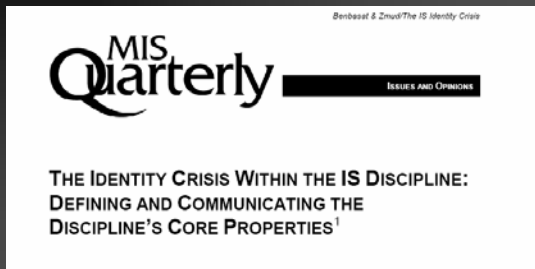 Benbasat & Zmud/The IS Identity Crisis
MIS
Quarterly
ISSUES AND OPINIONS
THE IDENTITY CRISIS WITHIN THE IS DISCIPLINE:
DEFINING AND COMMUNICATING THE
DISCIPLINE'S CORE PROPERTIES¹